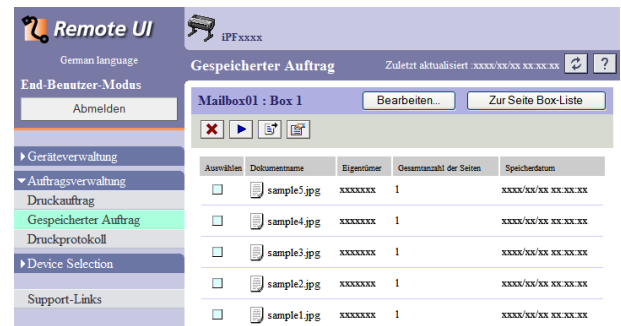 Remote UI
iPFxxxx
German language
Gespeicherter Auftrag Zuletzt aktualisiert :xxxx/xx/xx xx:xx:xx ?
End-Benutzer-Modus
Abmelden
Mailbox01 : Box 1 Bearbeiten... Zur Seite Box-Liste
Geräteverwaltung
Auftragsverwaltung
Druckauftrag
Gespeicherter Auftrag
Druckprotokoll
Device Selection
Support-Links
Auswählen Dokumentname Eigentümer Gesamtanzahl der Seiten Speicherdatum
sample5.jpg xxxxxxx 1 xxxx/xx/xx xx:xx:xx
sample4.jpg xxxxxxx 1 xxxx/xx/xx xx:xx:xx
sample3.jpg xxxxxxx 1 xxxx/xx/xx xx:xx:xx
sample2.jpg xxxxxxx 1 xxxx/xx/xx xx:xx:xx
sample1.jpg xxxxxxx 1 xxxx/xx/xx xx:xx:xx